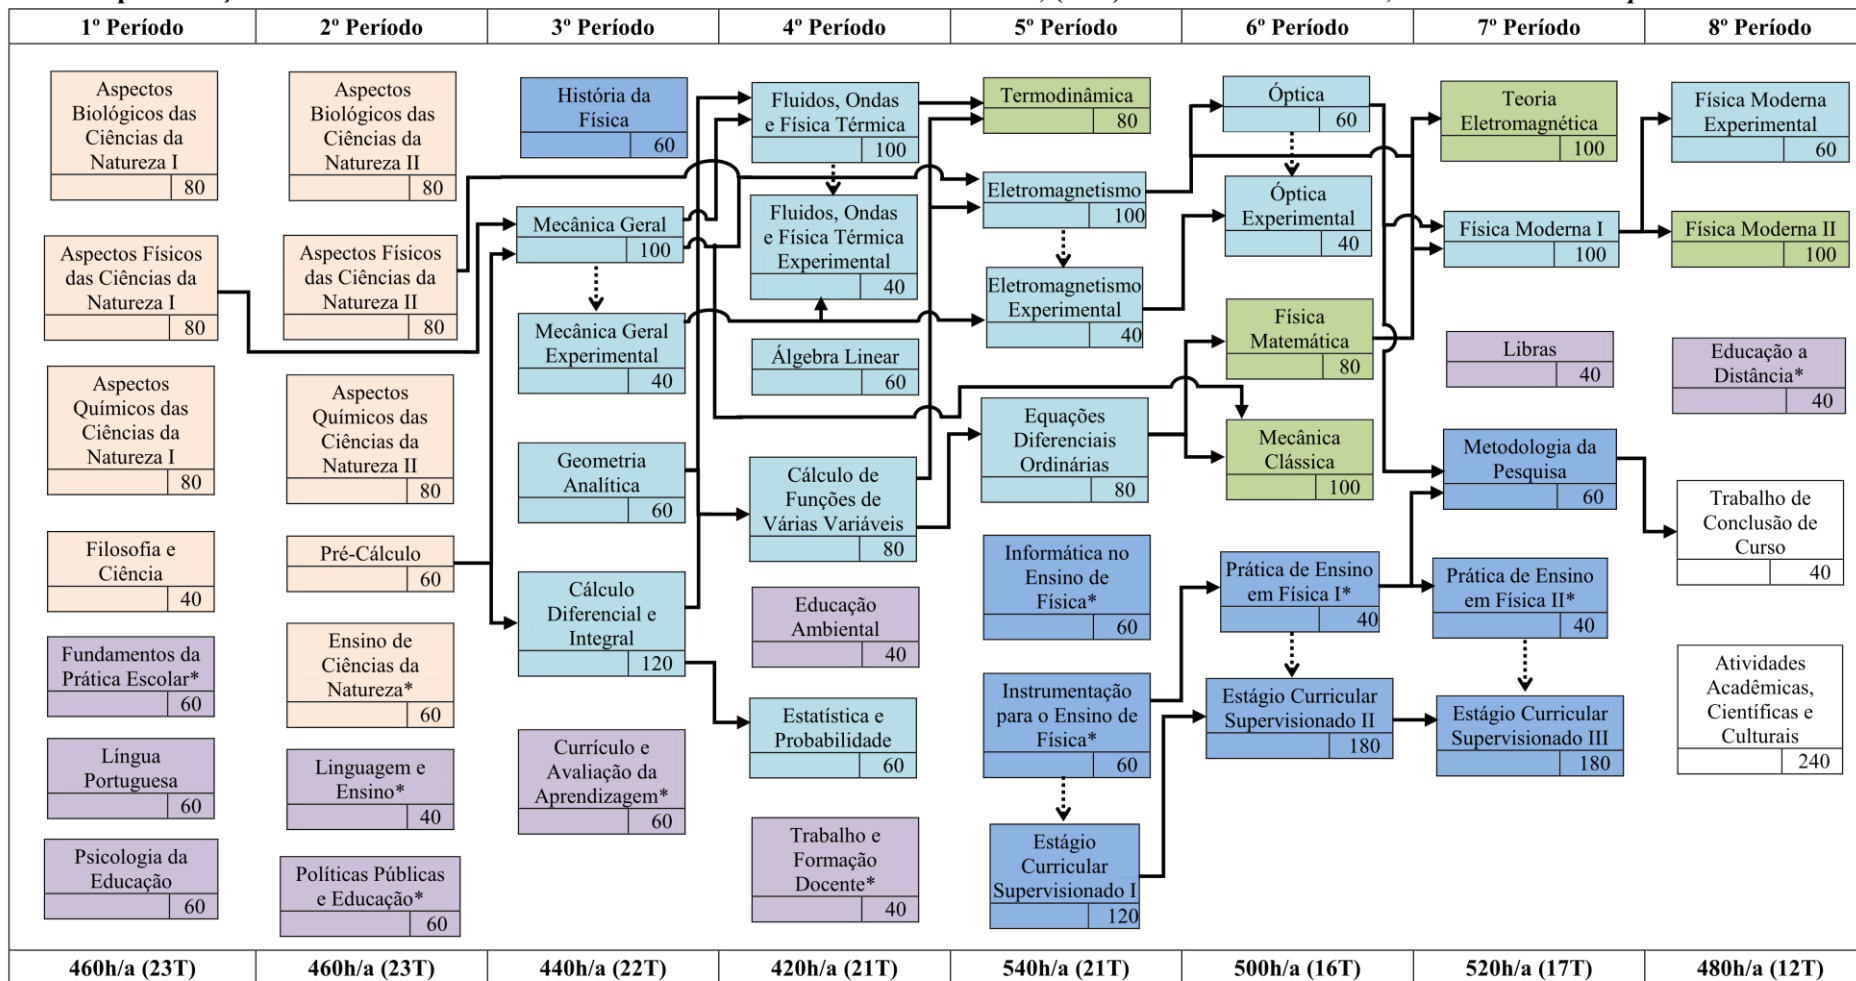 1º Período
2º Período
3º Período
4º Período
5º Período
6º Período
7º Período
8º Período
Aspectos
Biológicos das
Ciências da
Natureza I
80
Aspectos Físicos
das Ciências da
Natureza I
80
Aspectos
Químicos das
Ciências da
Natureza I
80
Filosofia e
Ciência
40
Fundamentos da
Prática Escolar*
60
Língua
Portuguesa
60
Psicologia da
Educação
60
Aspectos
Biológicos das
Ciências da
Natureza II
80
Aspectos Físicos
das Ciências da
Natureza II
80
Aspectos
Químicos das
Ciências da
Natureza II
80
Pré-Cálculo
60
Ensino de
Ciências da
Natureza*
60
Linguagem e
Ensino*
40
Políticas Públicas
e Educação*
60
História da
Física
60
Mecânica Geral
100
Mecânica Geral
Experimental
40
Geometria
Analítica
60
Cálculo
Diferencial e
Integral
120
Currículo e
Avaliação da
Aprendizagem*
60
Fluidos, Ondas
e Física Térmica
100
Fluidos, Ondas
e Física Térmica
Experimental
40
Álgebra Linear
60
Cálculo de
Funções de
Várias Variáveis
80
Educação
Ambiental
40
Estatística e
Probabilidade
60
Trabalho e
Formação
Docente*
40
Termodinâmica
80
Eletromagnetismo
100
Eletromagnetismo
Experimental
40
Equações
Diferenciais
Ordinárias
80
Informática no
Ensino de
Física*
60
Instrumentação
para o Ensino de
Física*
60
Estágio
Curricular
Supervisionado I
120
Óptica
60
Óptica
Experimental
40
Física
Matemática
80
Mecânica
Clássica
100
Prática de Ensino
em Física I*
40
Estágio Curricular
Supervisionado II
180
Teoria
Eletromagnética
100
Física Moderna I
100
Libras
40
Metodologia da
Pesquisa
60
Prática de Ensino
em Física II*
40
Estágio Curricular
Supervisionado III
180
Física Moderna
Experimental
60
Física Moderna II
100
Educação a
Distância*
40
Trabalho de
Conclusão de
Curso
40
Atividades
Acadêmicas,
Científicas e
Culturais
240
460h/a (23T)
460h/a (23T)
440h/a (22T)
420h/a (21T)
540h/a (21T)
500h/a (16T)
520h/a (17T)
480h/a (12T)